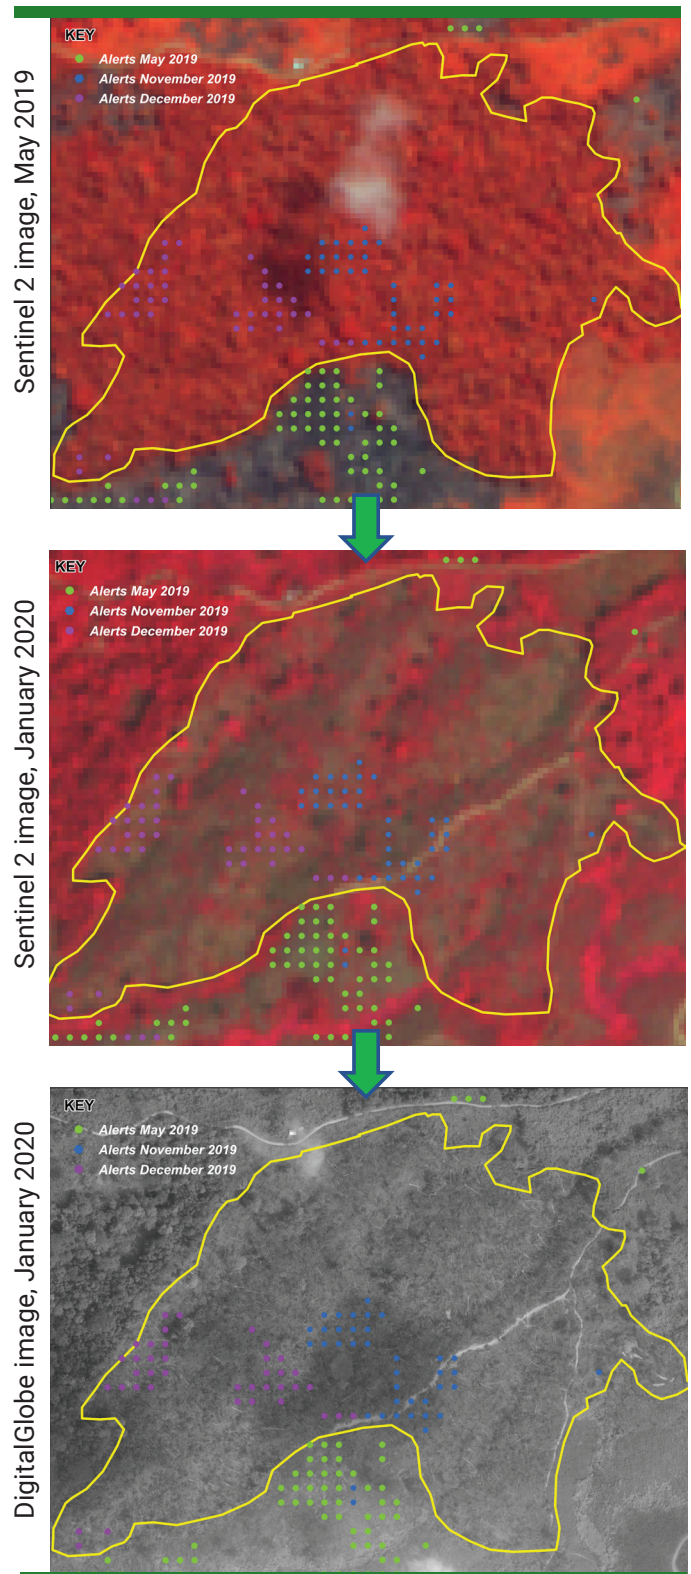 Sentinel 2 image, May 2019
KEY
Alerts May 2019
Alerts November 2019
Alerts December 2019
Sentinel 2 image, January 2020
KEY
Alerts May 2019
Alerts November 2019
Alerts December 2019
DigitalGlobe image, January 2020
KEY
Alerts May 2019
Alerts November 2019
Alerts December 2019